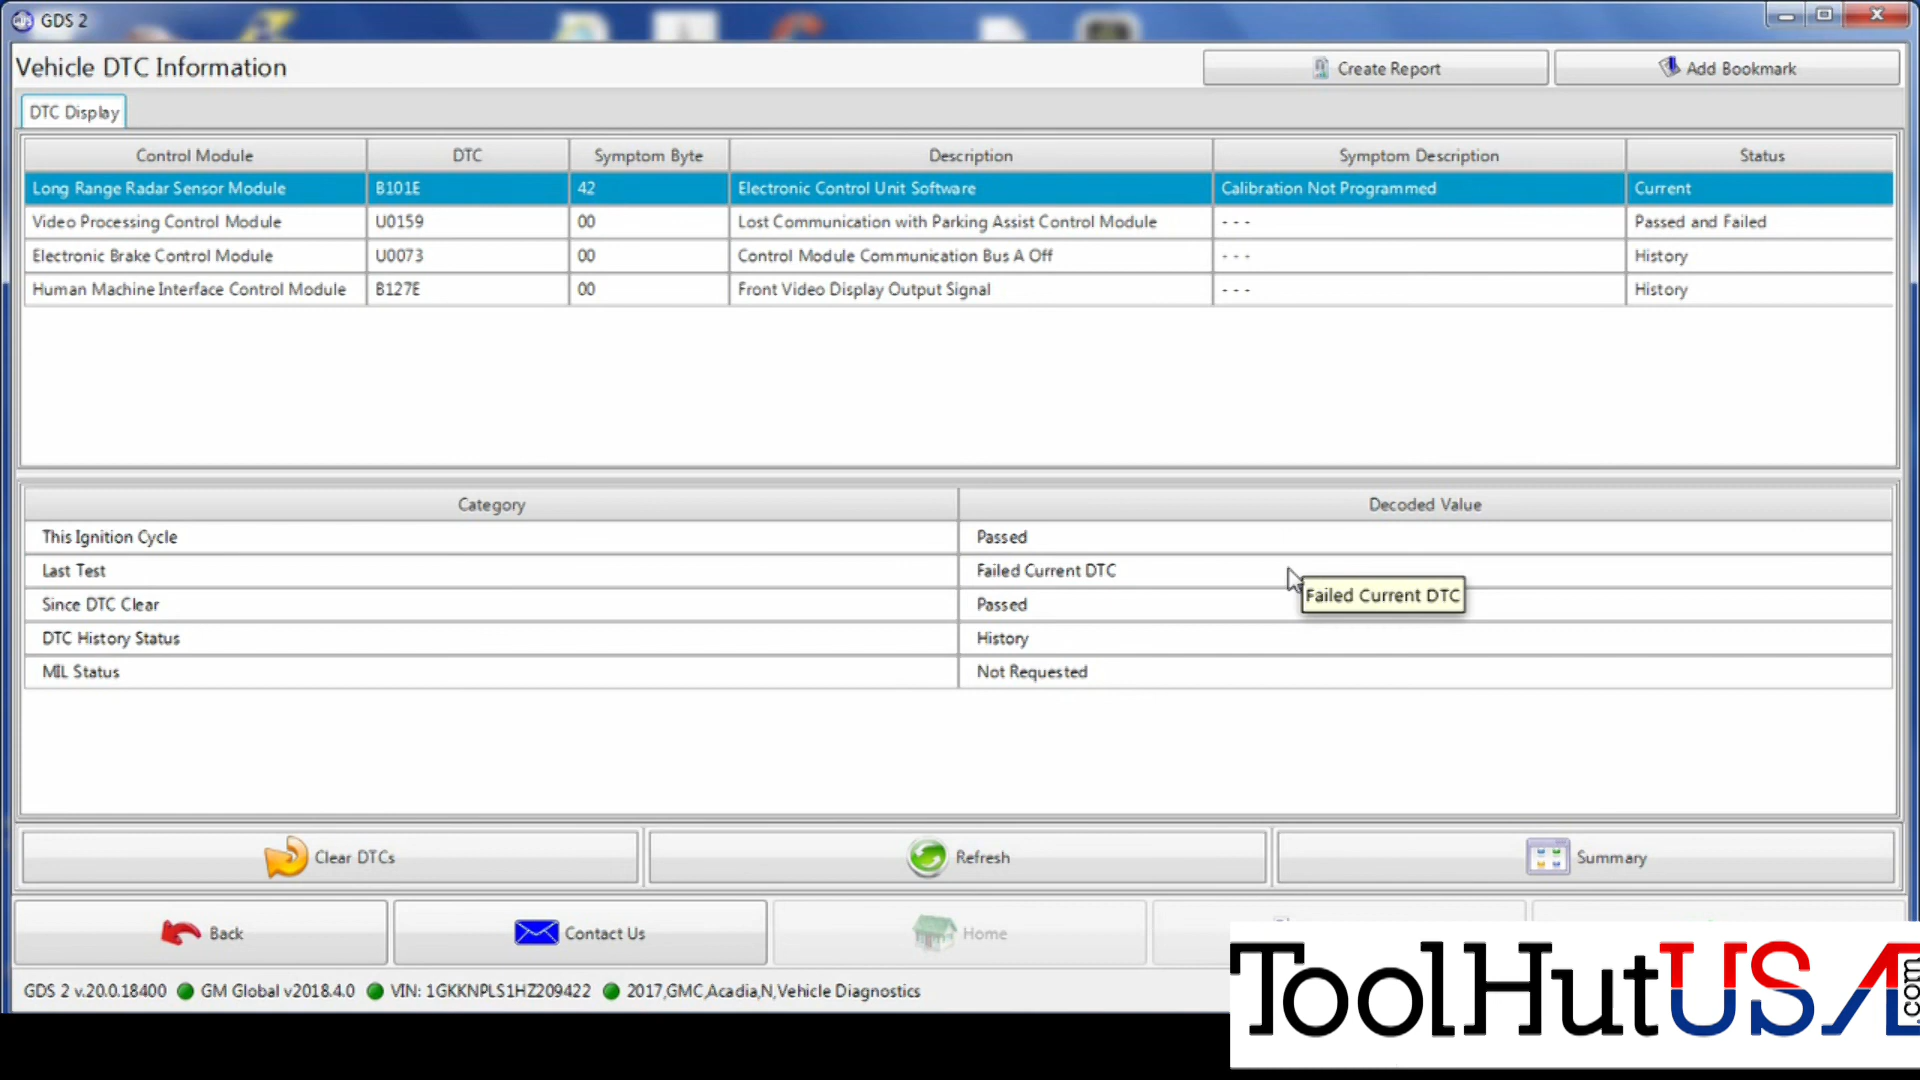 GDS 2
Vehicle DTC Information
Create Report
Add Bookmark
DTC Display
Control Module DTC Symptom Byte Description Symptom Description Status
Long Range Radar Sensor Module B101E 42 Electronic Control Unit Software Calibration Not Programmed Current
Video Processing Control Module U0159 00 Lost Communication with Parking Assist Control Module - - - Passed and Failed
Electronic Brake Control Module U0073 00 Control Module Communication Bus A Off - - - History
Human Machine Interface Control Module B127E 00 Front Video Display Output Signal - - - History
Category Decoded Value
This Ignition Cycle Passed
Last Test Failed Current DTC
Failed Current DTC
Since DTC Clear Passed
DTC History Status History
MIL Status Not Requested
Clear DTCs Refresh Summary
Back Contact Us Home
GDS 2 v.20.0.18400 GM Global v2018.4.0 VIN: 1GKKNPLS1HZ209422 2017,GMC,Acadia,N,Vehicle Diagnostics
ToolHutUSA.com